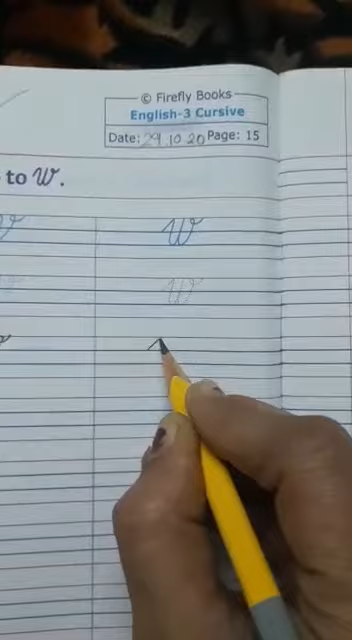 © Firefly Books
English-3 Cursive
Date: 29.10.20 Page: 15
to W.
W
W